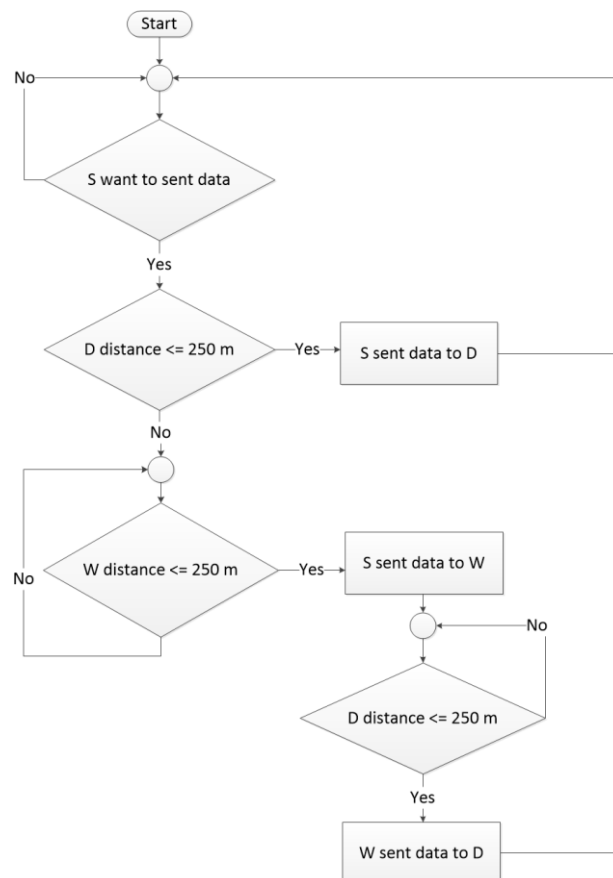 Start
No
S want to sent data
Yes
D distance <= 250 m
Yes
S sent data to D
No
W distance <= 250 m
No
Yes
S sent data to W
No
D distance <= 250 m
Yes
W sent data to D